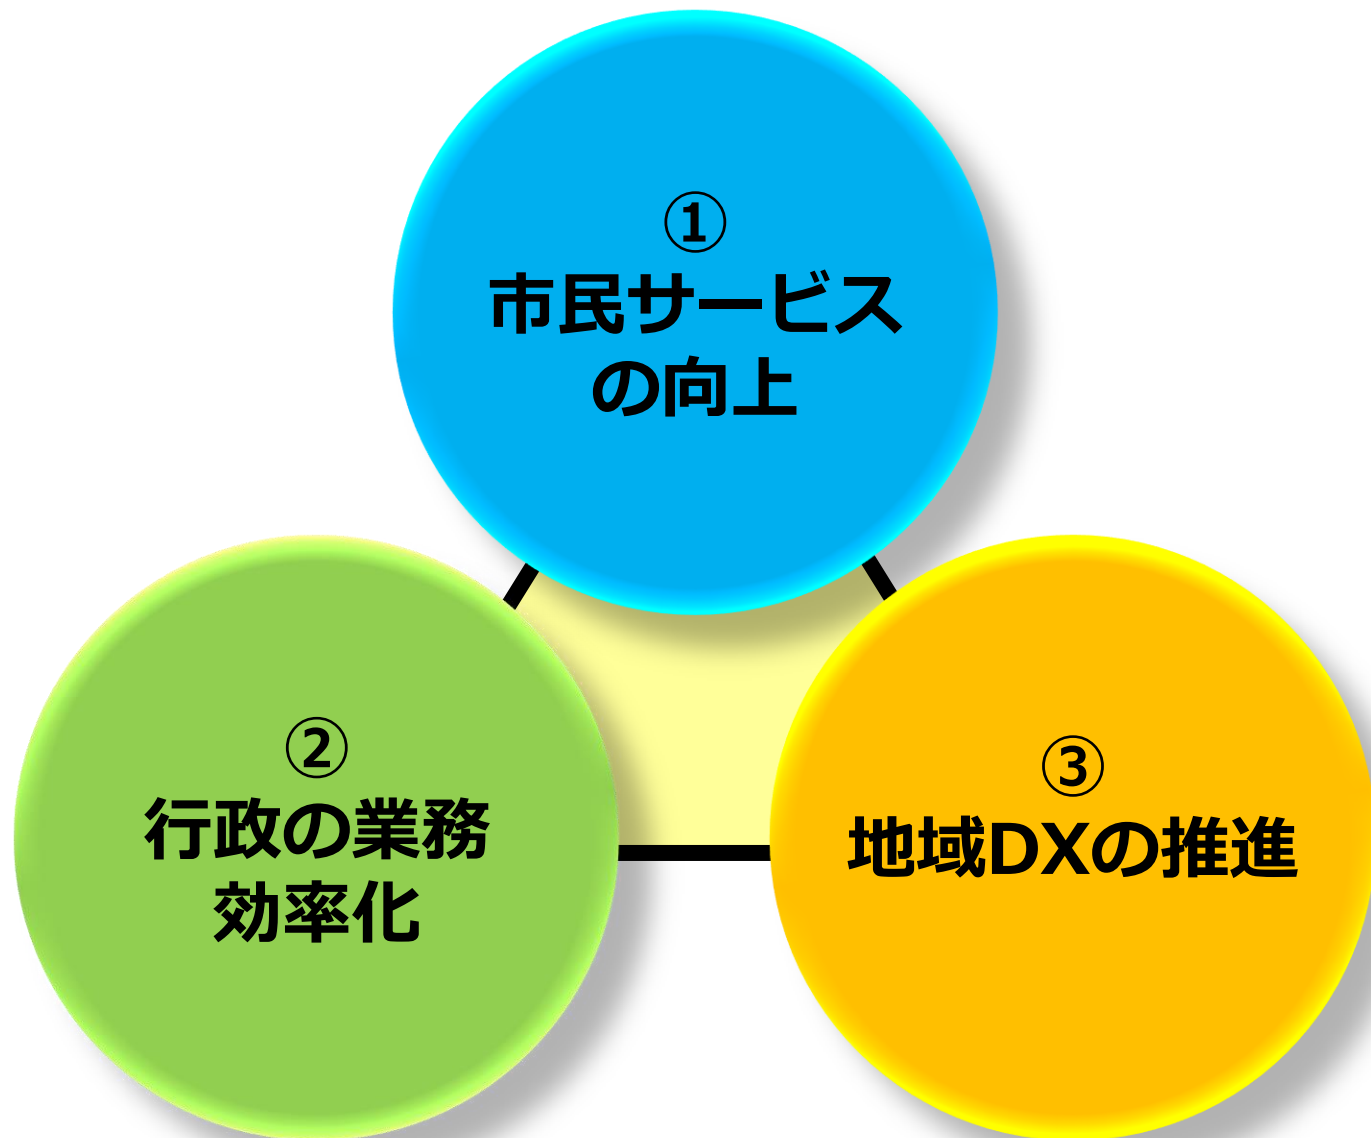 ①
市民サービス
の向上
②
行政の業務
効率化
③
地域DXの推進